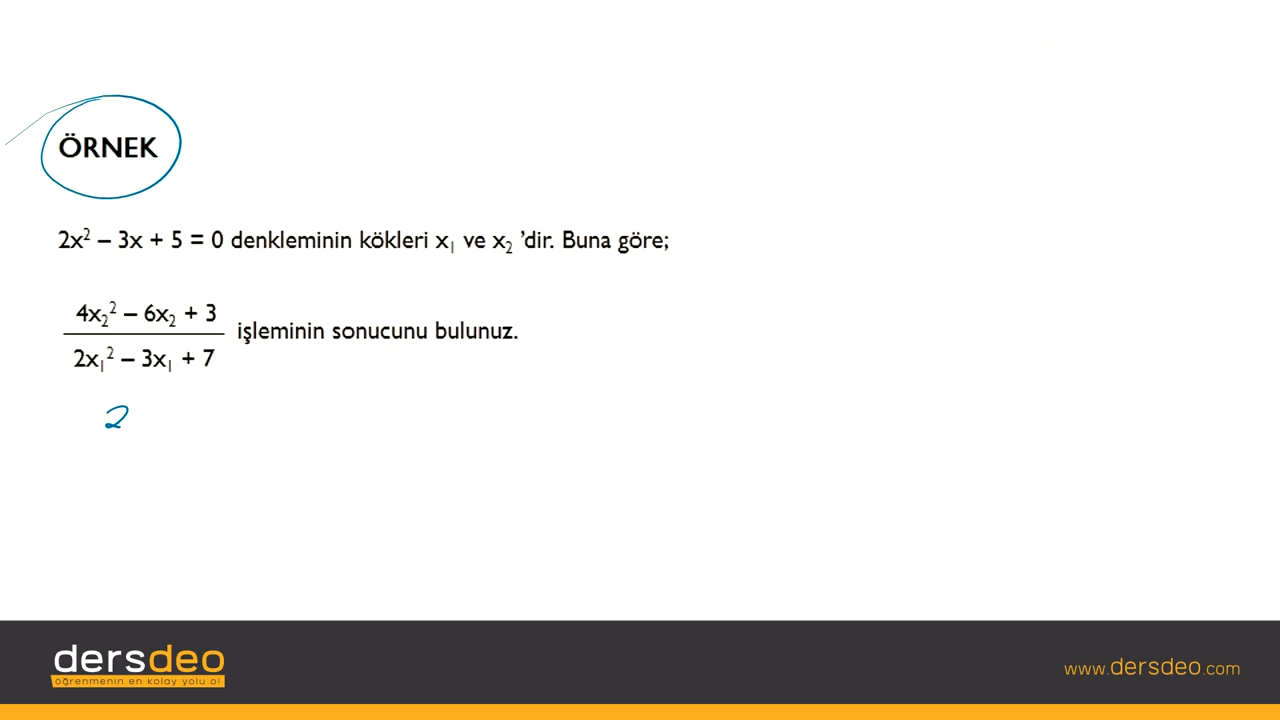 ÖRNEK
2x² – 3x + 5 = 0 denkleminin kökleri x₁ ve x₂ ’dir. Buna göre;
4x₂² – 6x₂ + 3
işleminin sonucunu bulunuz.
2x₁² – 3x₁ + 7
2
dersdeo
öğrenmenin en kolay yolu o!
www.dersdeo.com